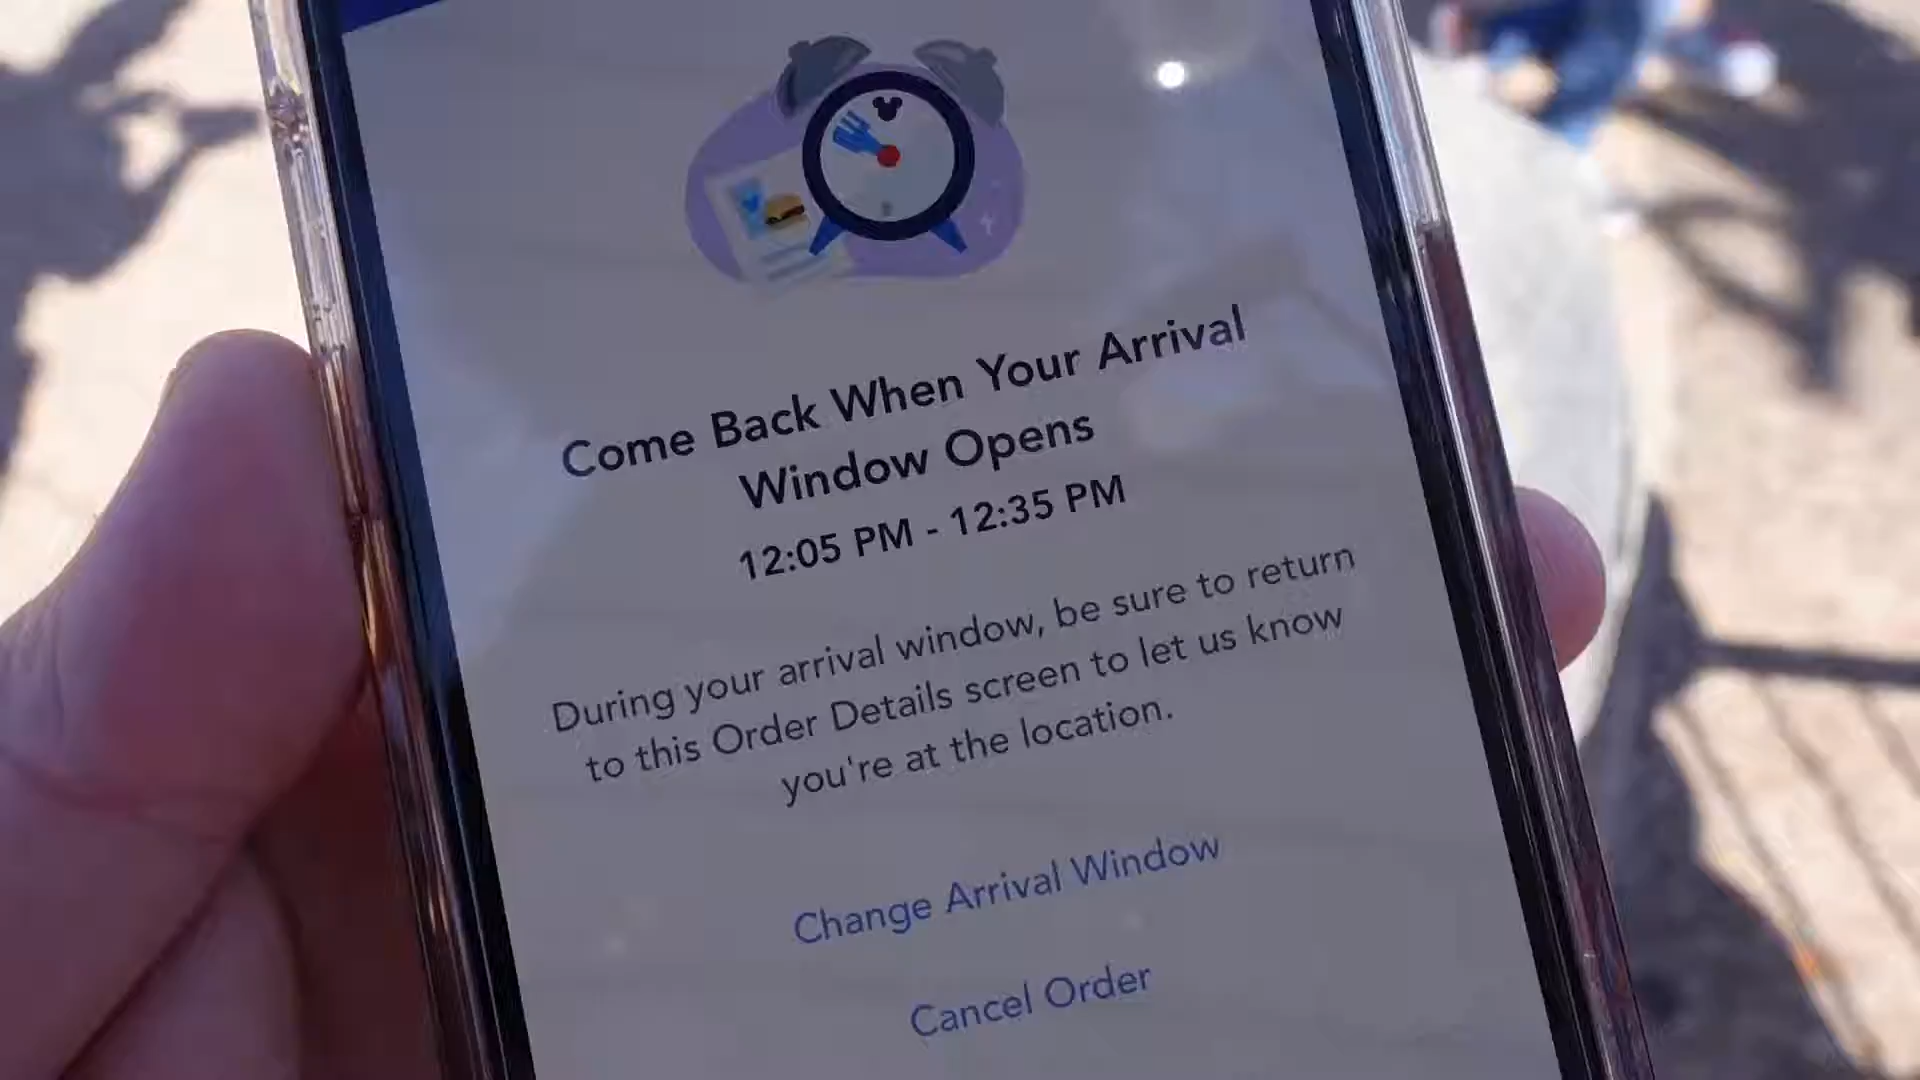 Come Back When Your Arrival
Window Opens
12:05 PM - 12:35 PM
During your arrival window, be sure to return
to this Order Details screen to let us know
you're at the location.
Change Arrival Window
Cancel Order